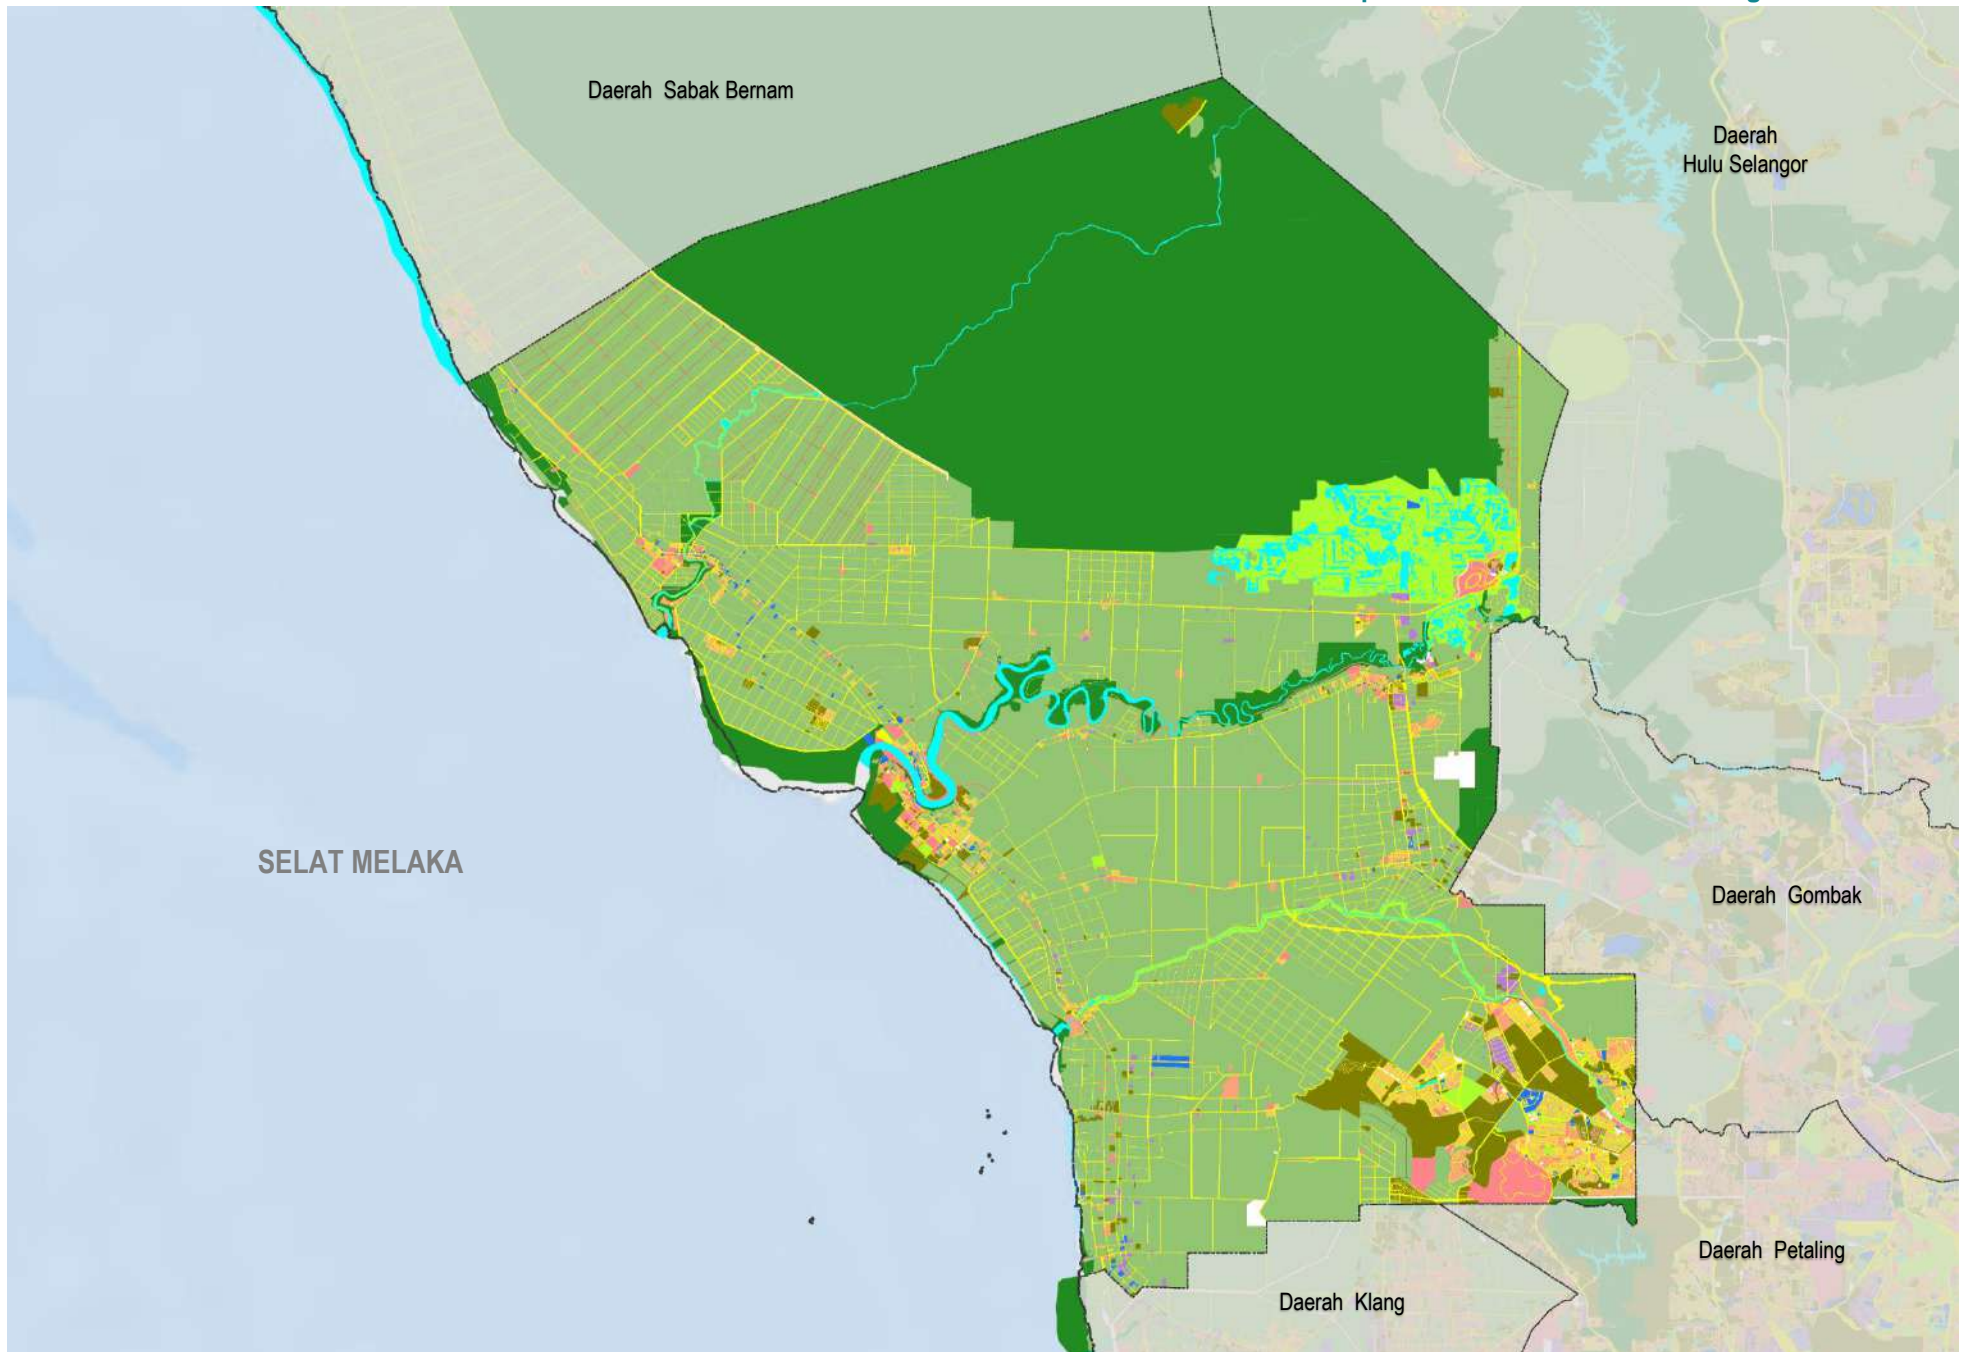 Daerah Sabak Bernam
Daerah
Hulu Selangor
SELAT MELAKA
Daerah Gombak
Daerah Petaling
Daerah Klang